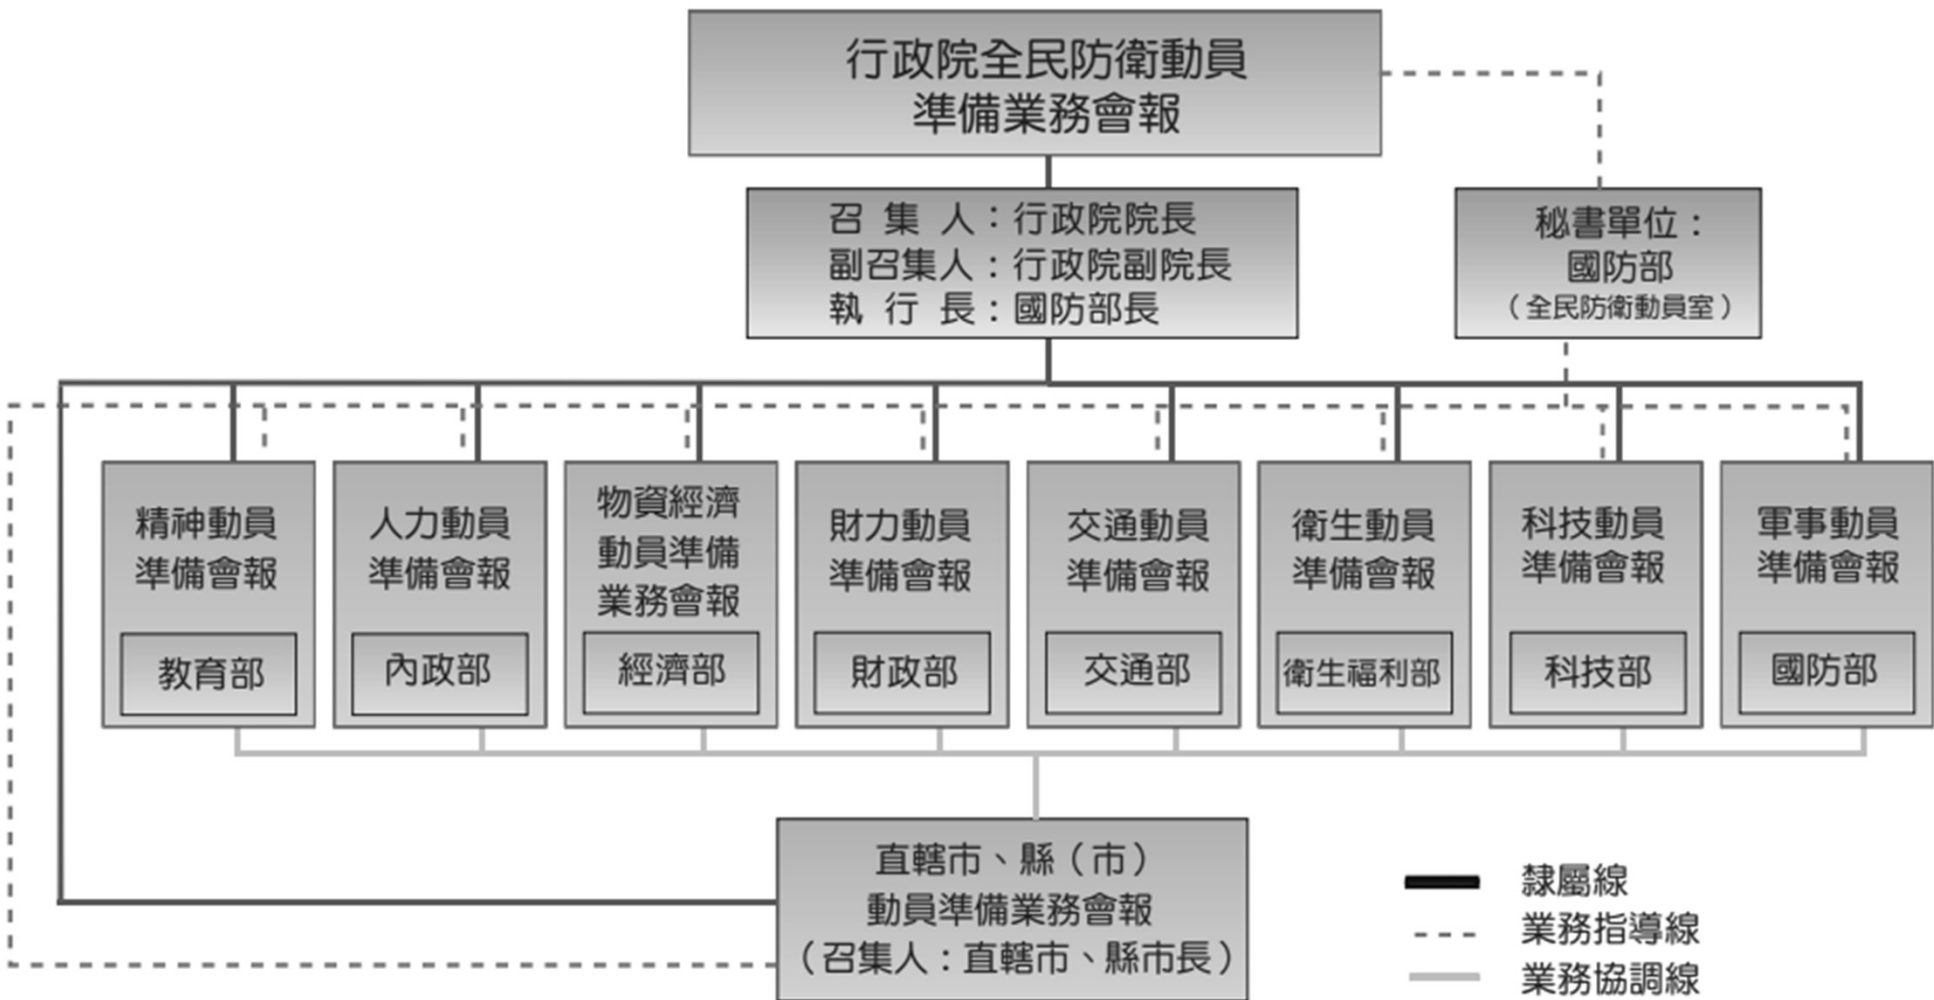 行政院全民防衛動員
準備業務會報
召集人：行政院院長
副召集人：行政院副院長
執行長：國防部長
秘書單位：
國防部
（全民防衛動員室）
精神動員
準備會報
教育部
人力動員
準備會報
內政部
物資經濟
動員準備
業務會報
經濟部
財力動員
準備會報
財政部
交通動員
準備會報
交通部
衛生動員
準備會報
衛生福利部
科技動員
準備會報
科技部
軍事動員
準備會報
國防部
直轄市、縣（市）
動員準備業務會報
（召集人：直轄市、縣市長）
隸屬線
業務指導線
業務協調線